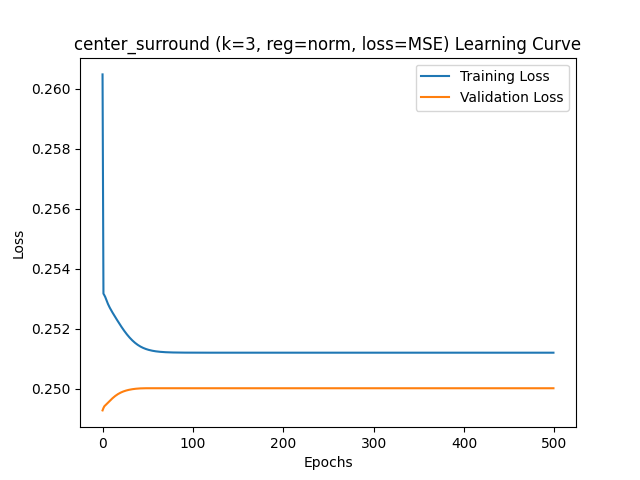 center_surround (k=3, reg=norm, loss=MSE) Learning Curve
Training Loss
Validation Loss
0.260
0.258
0.256
0.254
0.252
0.250
Loss
0
100
200
300
400
500
Epochs